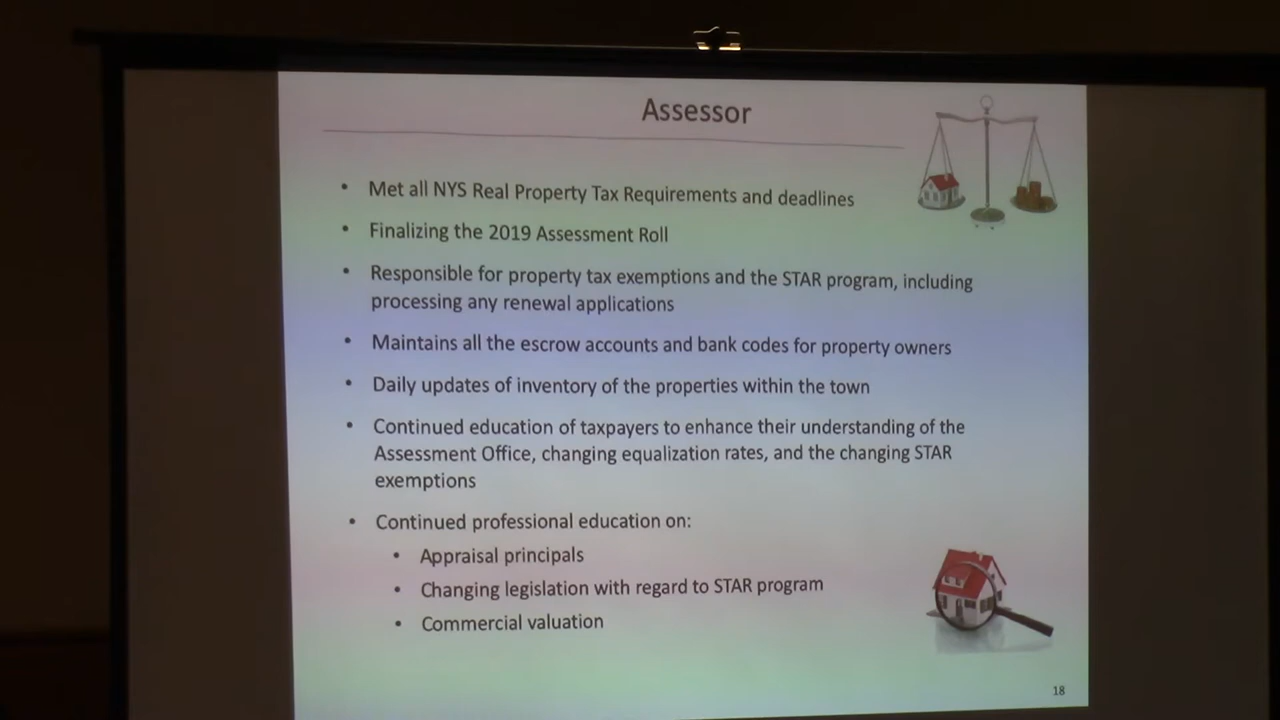 Assessor
• Met all NYS Real Property Tax Requirements and deadlines
• Finalizing the 2019 Assessment Roll
• Responsible for property tax exemptions and the STAR program, including
processing any renewal applications
• Maintains all the escrow accounts and bank codes for property owners
• Daily updates of inventory of the properties within the town
• Continued education of taxpayers to enhance their understanding of the
Assessment Office, changing equalization rates, and the changing STAR
exemptions
• Continued professional education on:
• Appraisal principals
• Changing legislation with regard to STAR program
• Commercial valuation
18